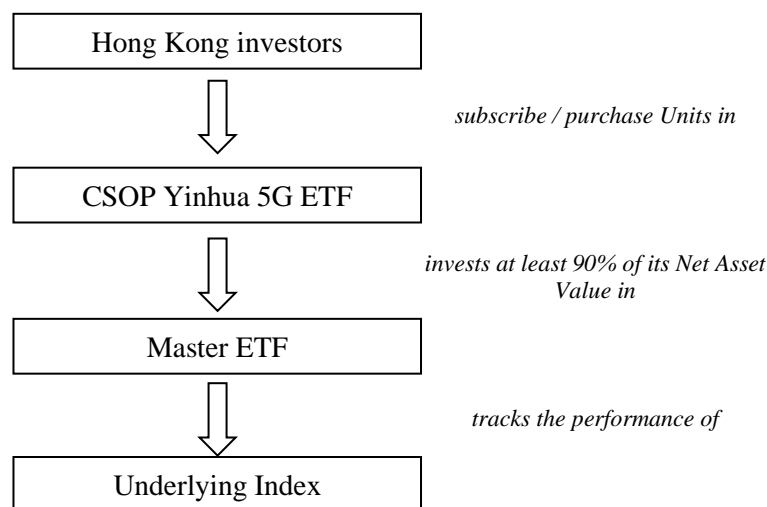 Hong Kong investors
subscribe / purchase Units in
CSOP Yinhua 5G ETF
invests at least 90% of its Net Asset
Value in
Master ETF
tracks the performance of
Underlying Index